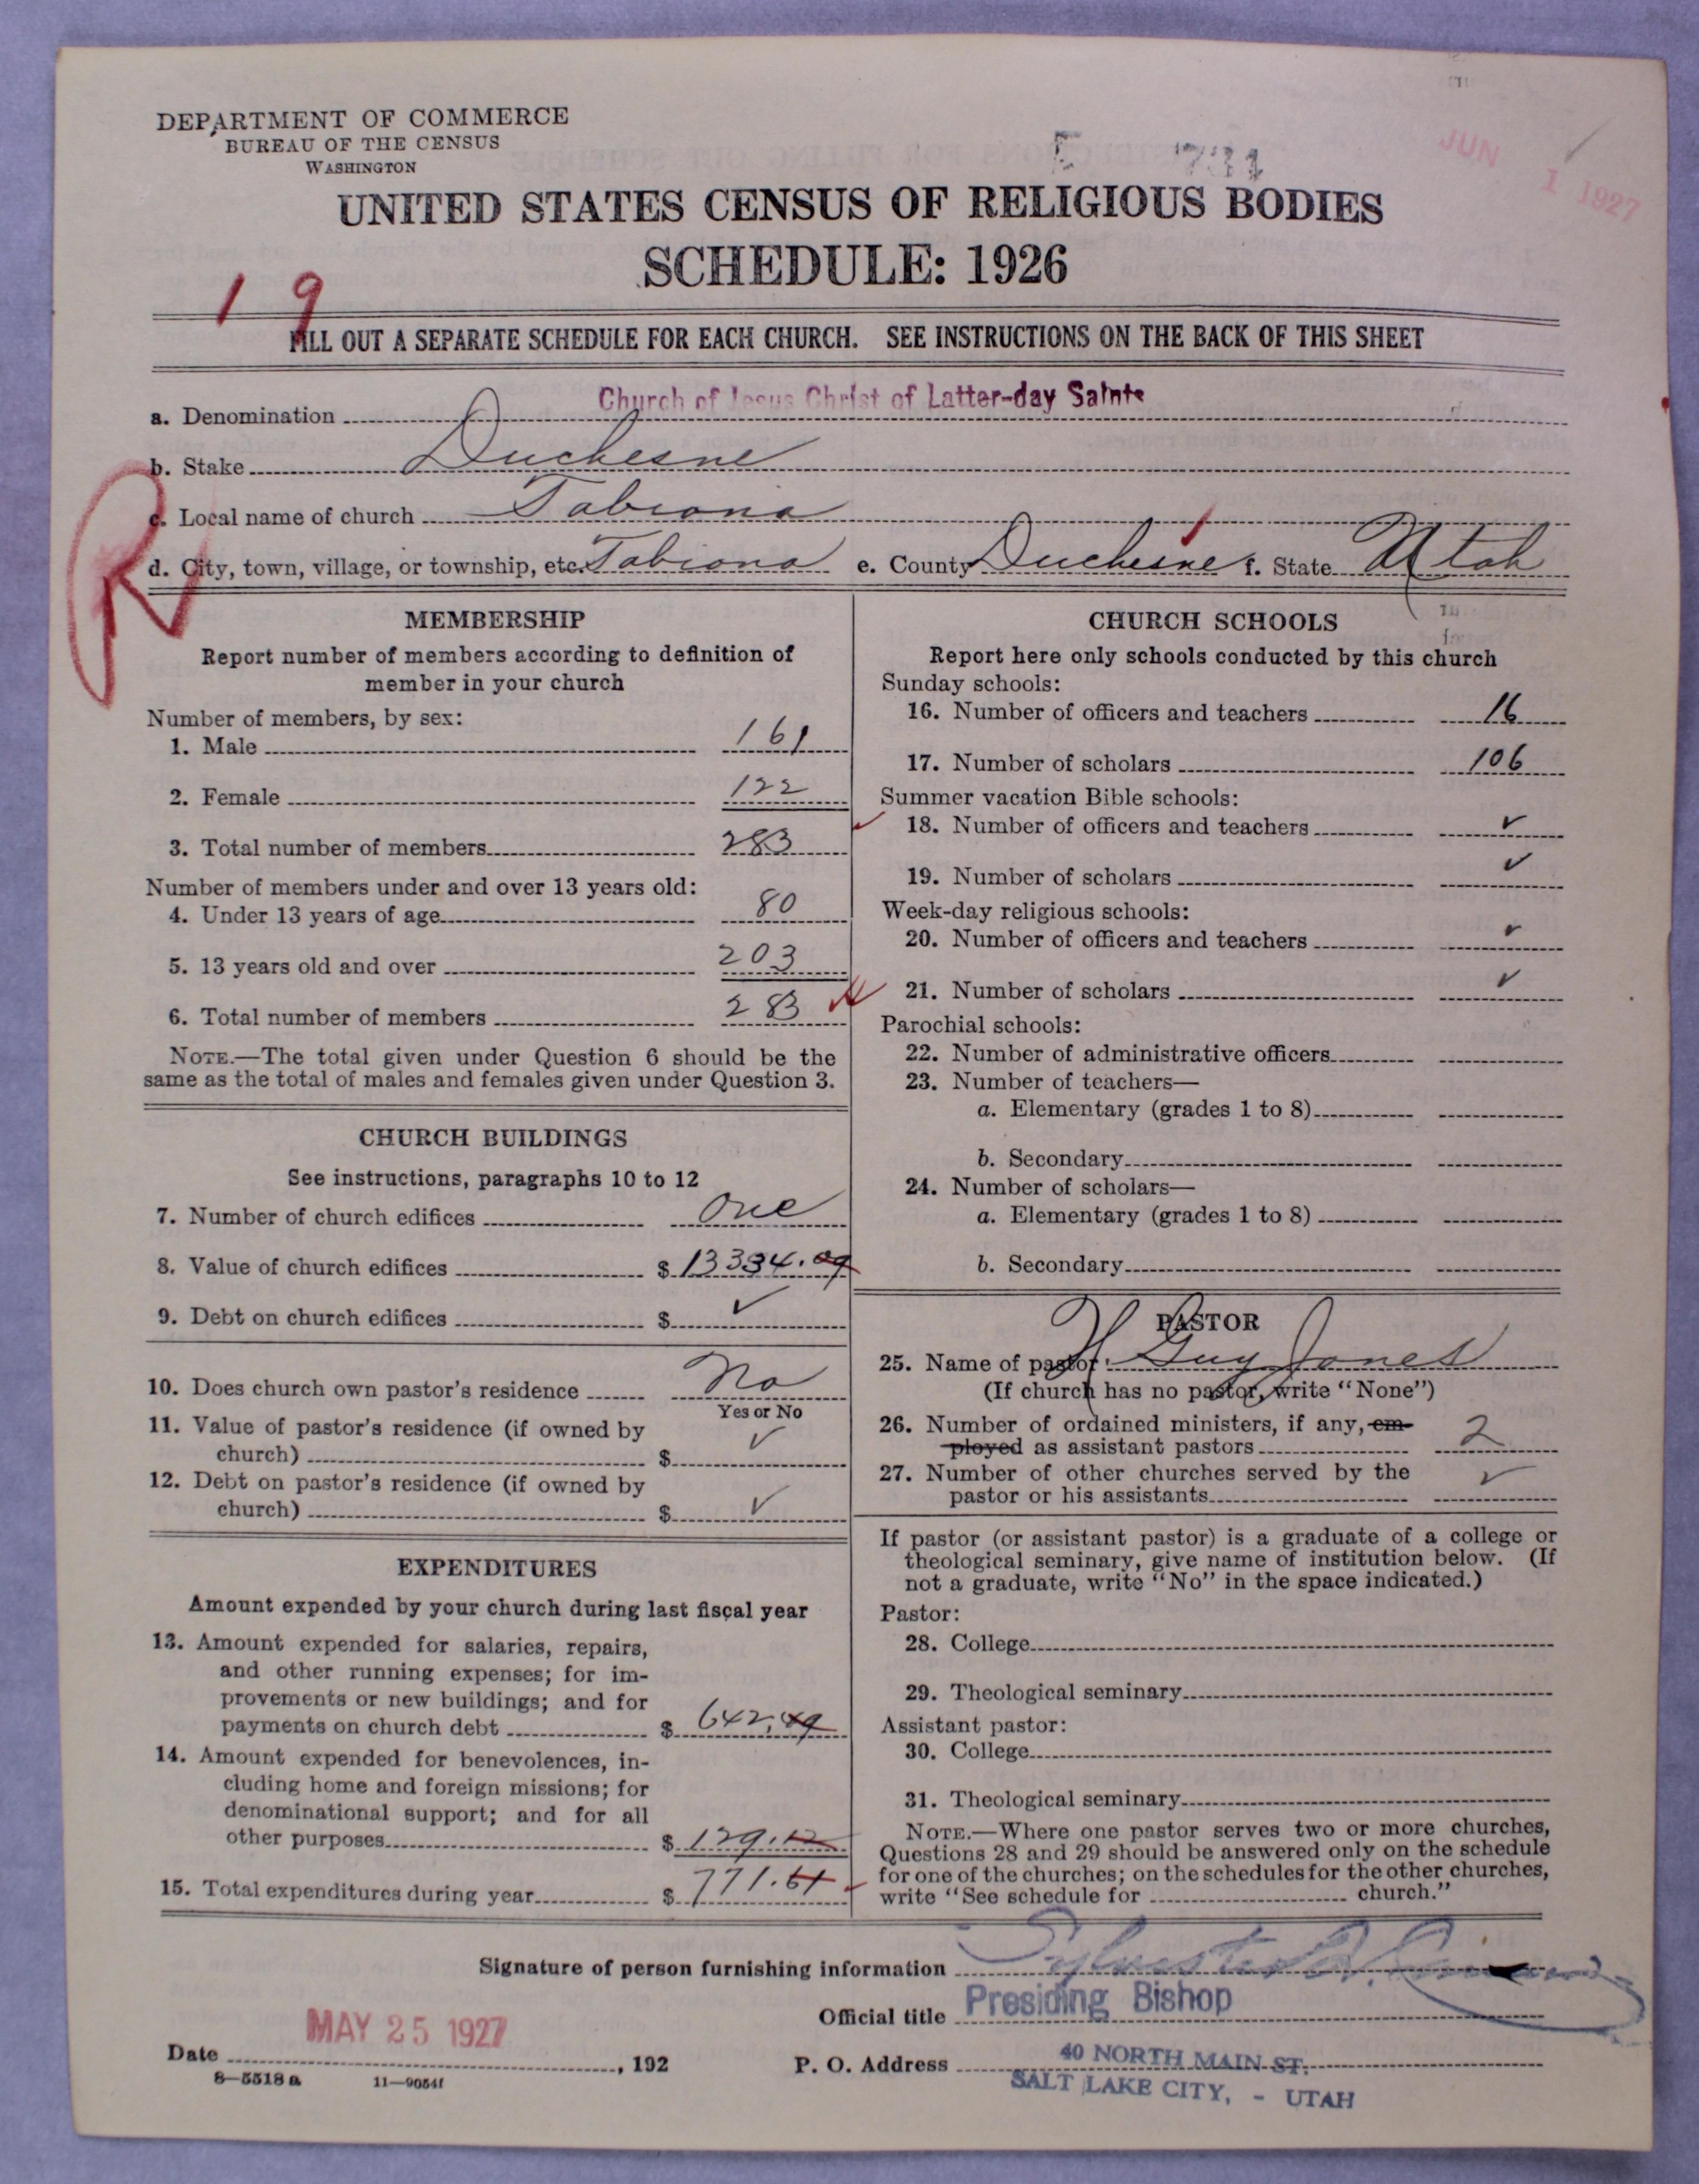 DEPARTMENT OF COMMERCE
BUREAU OF THE CENSUS
WASHINGTON
E 731
JUN 1 1927
UNITED STATES CENSUS OF RELIGIOUS BODIES
SCHEDULE: 1926
1 9
FILL OUT A SEPARATE SCHEDULE FOR EACH CHURCH. SEE INSTRUCTIONS ON THE BACK OF THIS SHEET
a. Denomination Church of Jesus Christ of Latter-day Saints
b. Stake Duchesne
c. Local name of church Tabiona
d. City, town, village, or township, etc. Tabiona e. County Duchesne f. State Utah
R
MEMBERSHIP
Report number of members according to definition of
member in your church
Number of members, by sex:
1. Male 161
2. Female 122
3. Total number of members 283
Number of members under and over 13 years old:
4. Under 13 years of age 80
5. 13 years old and over 203
6. Total number of members 283
NOTE.—The total given under Question 6 should be the
same as the total of males and females given under Question 3.
CHURCH BUILDINGS
See instructions, paragraphs 10 to 12
7. Number of church edifices One
8. Value of church edifices $ 13334.09
9. Debt on church edifices $ ✓
10. Does church own pastor's residence No
Yes or No
11. Value of pastor's residence (if owned by
church) $ ✓
12. Debt on pastor's residence (if owned by
church) $ ✓
EXPENDITURES
Amount expended by your church during last fiscal year
13. Amount expended for salaries, repairs,
and other running expenses; for im-
provements or new buildings; and for
payments on church debt $ 642.49
14. Amount expended for benevolences, in-
cluding home and foreign missions; for
denominational support; and for all
other purposes $ 129.12
15. Total expenditures during year $ 771.61
CHURCH SCHOOLS
Report here only schools conducted by this church
Sunday schools:
16. Number of officers and teachers 16
17. Number of scholars 106
Summer vacation Bible schools:
18. Number of officers and teachers ✓
19. Number of scholars ✓
Week-day religious schools:
20. Number of officers and teachers ✓
21. Number of scholars ✓
Parochial schools:
22. Number of administrative officers
23. Number of teachers—
a. Elementary (grades 1 to 8)
b. Secondary
24. Number of scholars—
a. Elementary (grades 1 to 8)
b. Secondary
PASTOR
25. Name of pastor H Guy Jones
(If church has no pastor, write "None")
26. Number of ordained ministers, if any, em-
ployed as assistant pastors 2
27. Number of other churches served by the
pastor or his assistants ✓
If pastor (or assistant pastor) is a graduate of a college or
theological seminary, give name of institution below. (If
not a graduate, write "No" in the space indicated.)
Pastor:
28. College
29. Theological seminary
Assistant pastor:
30. College
31. Theological seminary
NOTE.—Where one pastor serves two or more churches,
Questions 28 and 29 should be answered only on the schedule
for one of the churches; on the schedules for the other churches,
write "See schedule for church."
Signature of person furnishing information Sylvester Q. Cannon
Official title Presiding Bishop
Date MAY 25 1927 , 192
P. O. Address 40 NORTH MAIN ST.
SALT LAKE CITY, - UTAH
8—5518 a 11—9054f